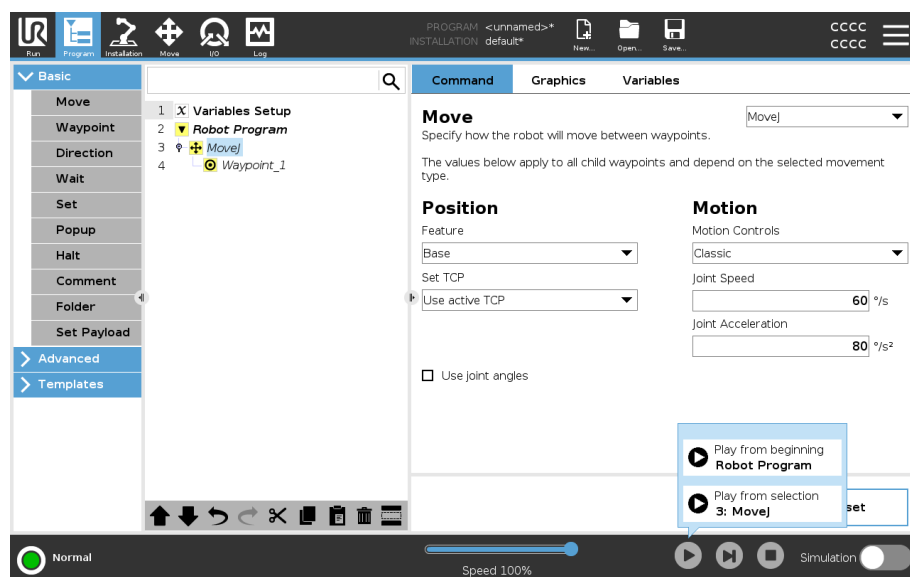 UR
Run
Program
Installation
Move
I/O
Log
PROGRAM <unnamed>*
INSTALLATION default*
New...
Open...
Save...
cccc
cccc
Basic
Move
Waypoint
Direction
Wait
Set
Popup
Halt
Comment
Folder
Set Payload
Advanced
Templates
1 X Variables Setup
2 Robot Program
3 MoveJ
4 Waypoint_1
Command Graphics Variables
Move
MoveJ
Specify how the robot will move between waypoints.
The values below apply to all child waypoints and depend on the selected movement
type.
Position
Feature
Base
Set TCP
Use active TCP
Use joint angles
Motion
Motion Controls
Classic
Joint Speed
60 °/s
Joint Acceleration
80 °/s²
Play from beginning
Robot Program
Play from selection
3: MoveJ
set
Normal
Speed 100%
Simulation